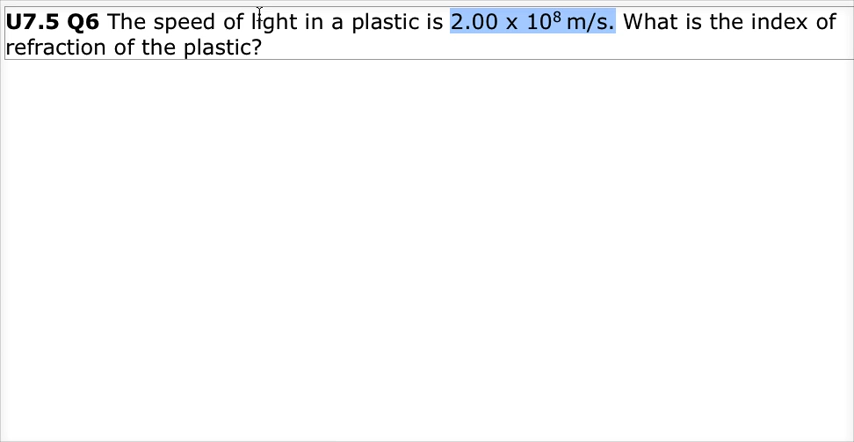 U7.5 Q6 The speed of light in a plastic is 2.00 x 10⁸ m/s. What is the index of
refraction of the plastic?